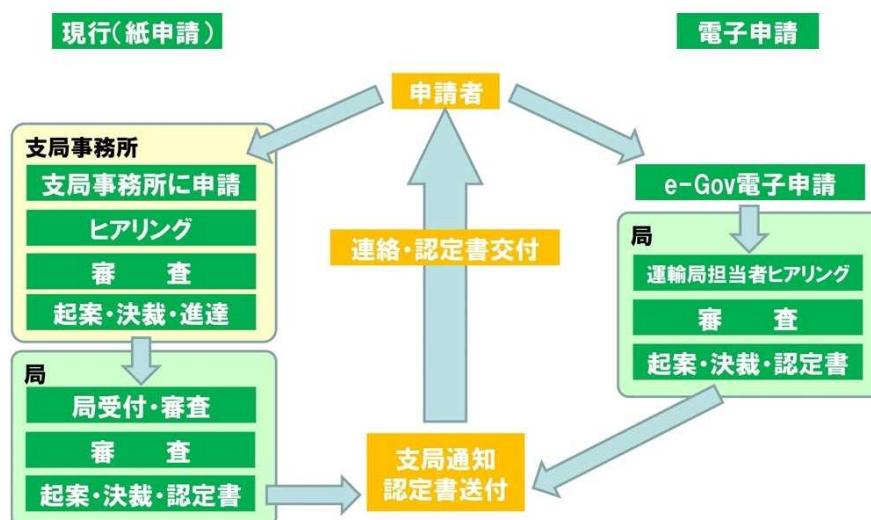 現行(紙申請)
電子申請
申請者
支局事務所
支局事務所に申請
ヒアリング
審　　査
起案・決裁・進達
局
局受付・審査
審　　査
起案・決裁・認定書
連絡・認定書交付
支局通知
認定書送付
e-Gov電子申請
局
運輸局担当者ヒアリング
審　　査
起案・決裁・認定書